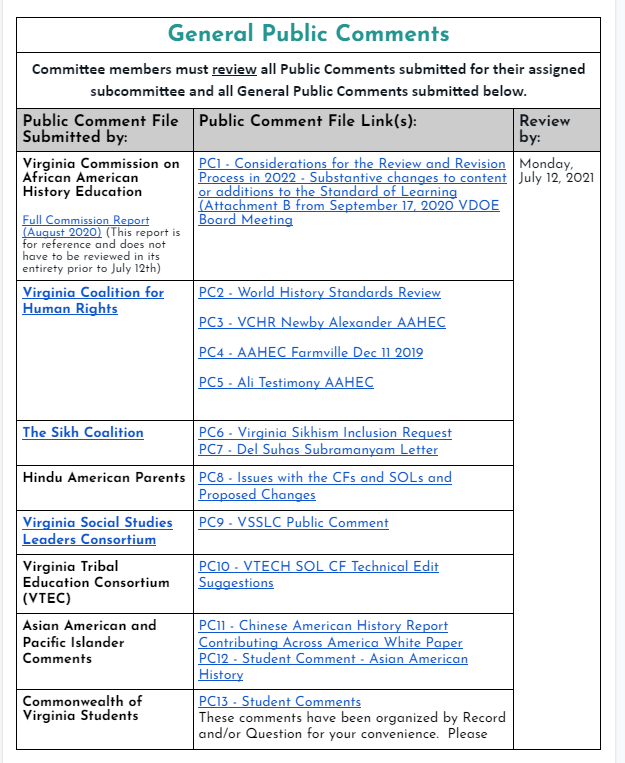 General Public Comments
Committee members must review all Public Comments submitted for their assigned
subcommittee and all General Public Comments submitted below.
Public Comment File
Submitted by:
Public Comment File Link(s):
Review
by:
Virginia Commission on
African American
History Education
Full Commission Report
(August 2020) (This report is
for reference and does not
have to be reviewed in its
entirety prior to July 12th)
PC1 - Considerations for the Review and Revision
Process in 2022 - Substantive changes to content
or additions to the Standard of Learning
(Attachment B from September 17, 2020 VDOE
Board Meeting
Monday,
July 12, 2021
Virginia Coalition for
Human Rights
PC2 - World History Standards Review
PC3 - VCHR Newby Alexander AAHEC
PC4 - AAHEC Farmville Dec 11 2019
PC5 - Ali Testimony AAHEC
The Sikh Coalition
PC6 - Virginia Sikhism Inclusion Request
PC7 - Del Suhas Subramanyam Letter
Hindu American Parents
PC8 - Issues with the CFs and SOLs and
Proposed Changes
Virginia Social Studies
Leaders Consortium
PC9 - VSSLC Public Comment
Virginia Tribal
Education Consortium
(VTEC)
PC10 - VTECH SOL CF Technical Edit
Suggestions
Asian American and
Pacific Islander
Comments
PC11 - Chinese American History Report
Contributing Across America White Paper
PC12 - Student Comment - Asian American
History
Commonwealth of
Virginia Students
PC13 - Student Comments
These comments have been organized by Record
and/or Question for your convenience. Please